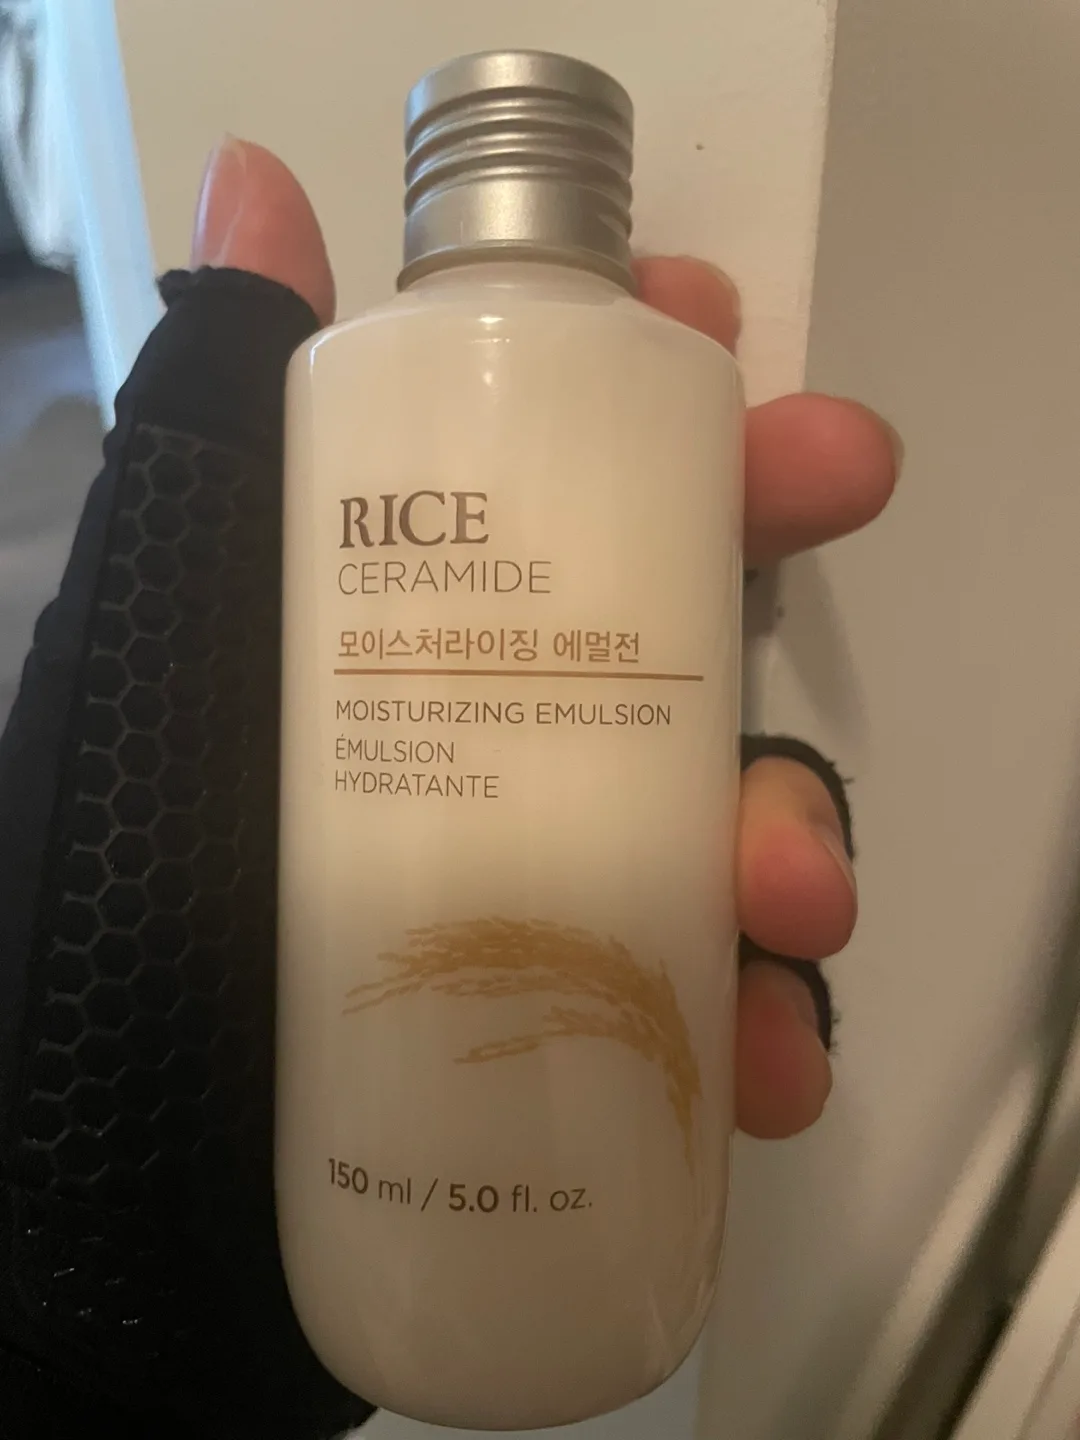 RICE
CERAMIDE
모이스처라이징 에멀전
MOISTURIZING EMULSION
ÉMULSION
HYDRATANTE
150 ml / 5.0 fl. oz.